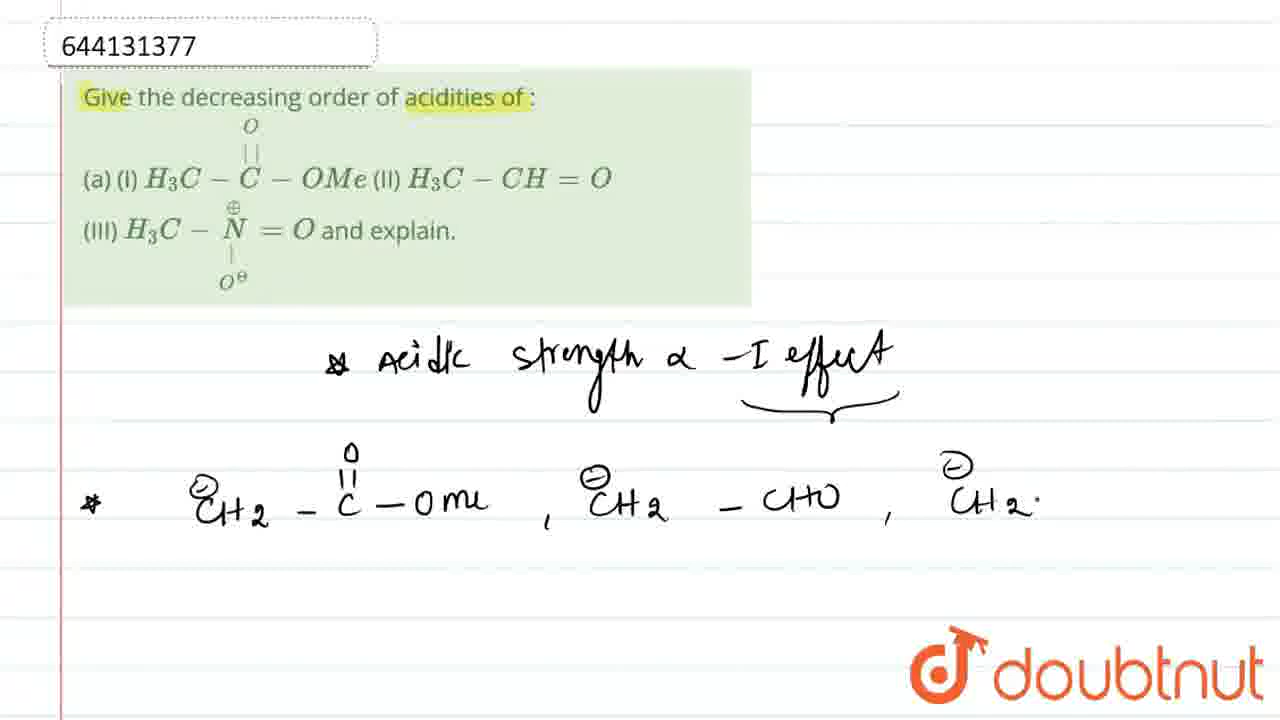 644131377
Give the decreasing order of acidities of :
O
||
(a) (I) H₃C − C − OMe (II) H₃C − CH = O
⊕
(III) H₃C − N = O and explain.
|
O⊖
* Acidic strength α −I effect
O
||
* ⊖CH2 − C − OMe , ⊖CH2 − CHO , ⊖CH2 .
doubtnut